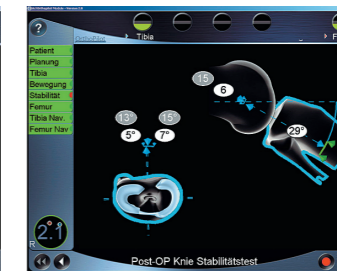 ?
OrthoPilot
Tibia
F
Patient
Planung
Tibia
Bewegung
Stabilität
Femur
Tibia Nav.
Femur Nav
15
6
13° 15°
5° 7°
29°
2.1
R
Post-OP Knie Stabilitätstest